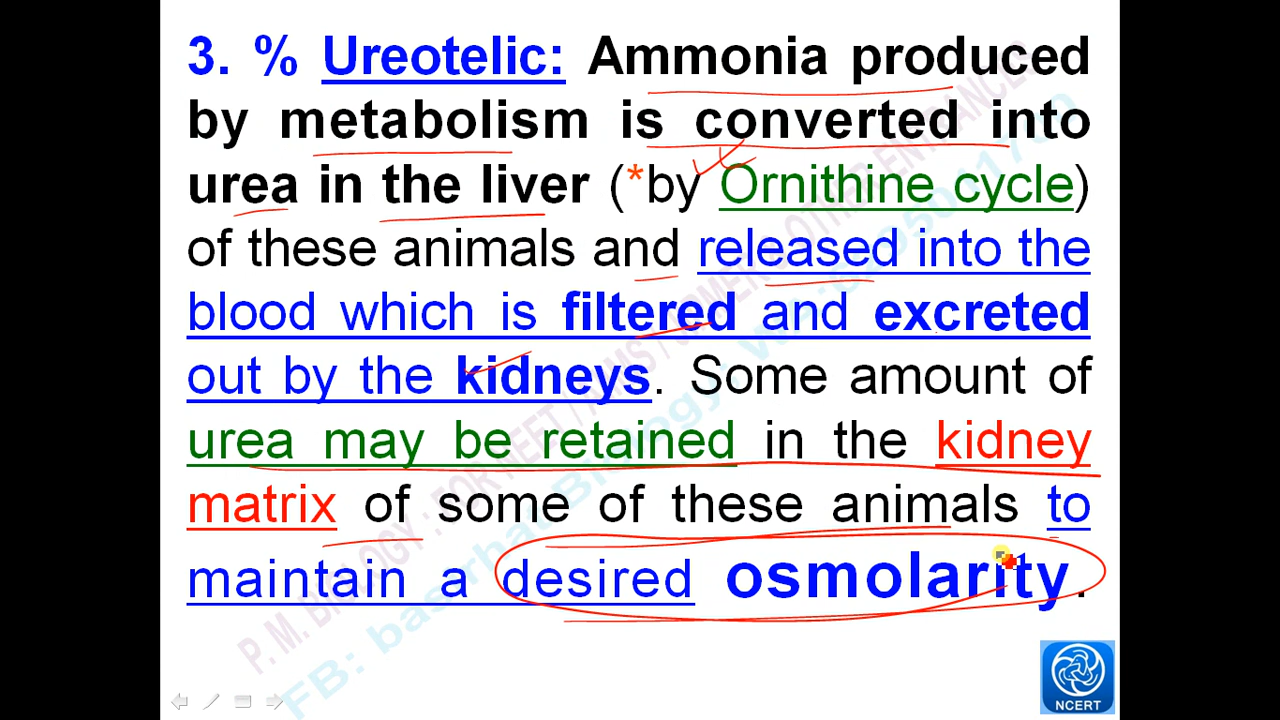 3. % Ureotelic: Ammonia produced
by metabolism is converted into
urea in the liver (*by Ornithine cycle)
of these animals and released into the
blood which is filtered and excreted
out by the kidneys. Some amount of
urea may be retained in the kidney
matrix of some of these animals to
maintain a desired osmolarity.
NCERT